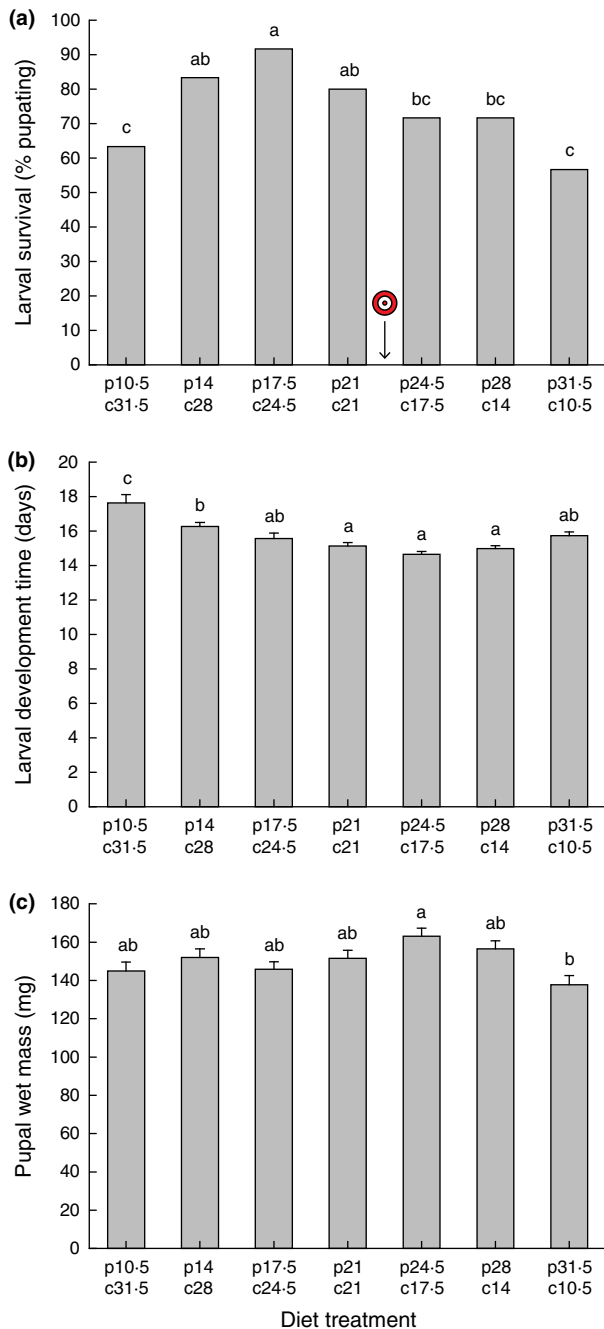 (a)
Larval survival (% pupating)
100
90
80
70
60
50
40
30
20
10
0
c
ab
a
ab
bc
bc
c
p10·5 p14 p17·5 p21 p24·5 p28 p31·5
c31·5 c28 c24·5 c21 c17·5 c14 c10·5
(b)
Larval development time (days)
20
18
16
14
12
10
8
6
4
2
0
c
b
ab
a
a
a
ab
p10·5 p14 p17·5 p21 p24·5 p28 p31·5
c31·5 c28 c24·5 c21 c17·5 c14 c10·5
(c)
Pupal wet mass (mg)
180
160
140
120
100
80
60
40
20
0
ab
ab
ab
ab
a
ab
b
p10·5 p14 p17·5 p21 p24·5 p28 p31·5
c31·5 c28 c24·5 c21 c17·5 c14 c10·5
Diet treatment